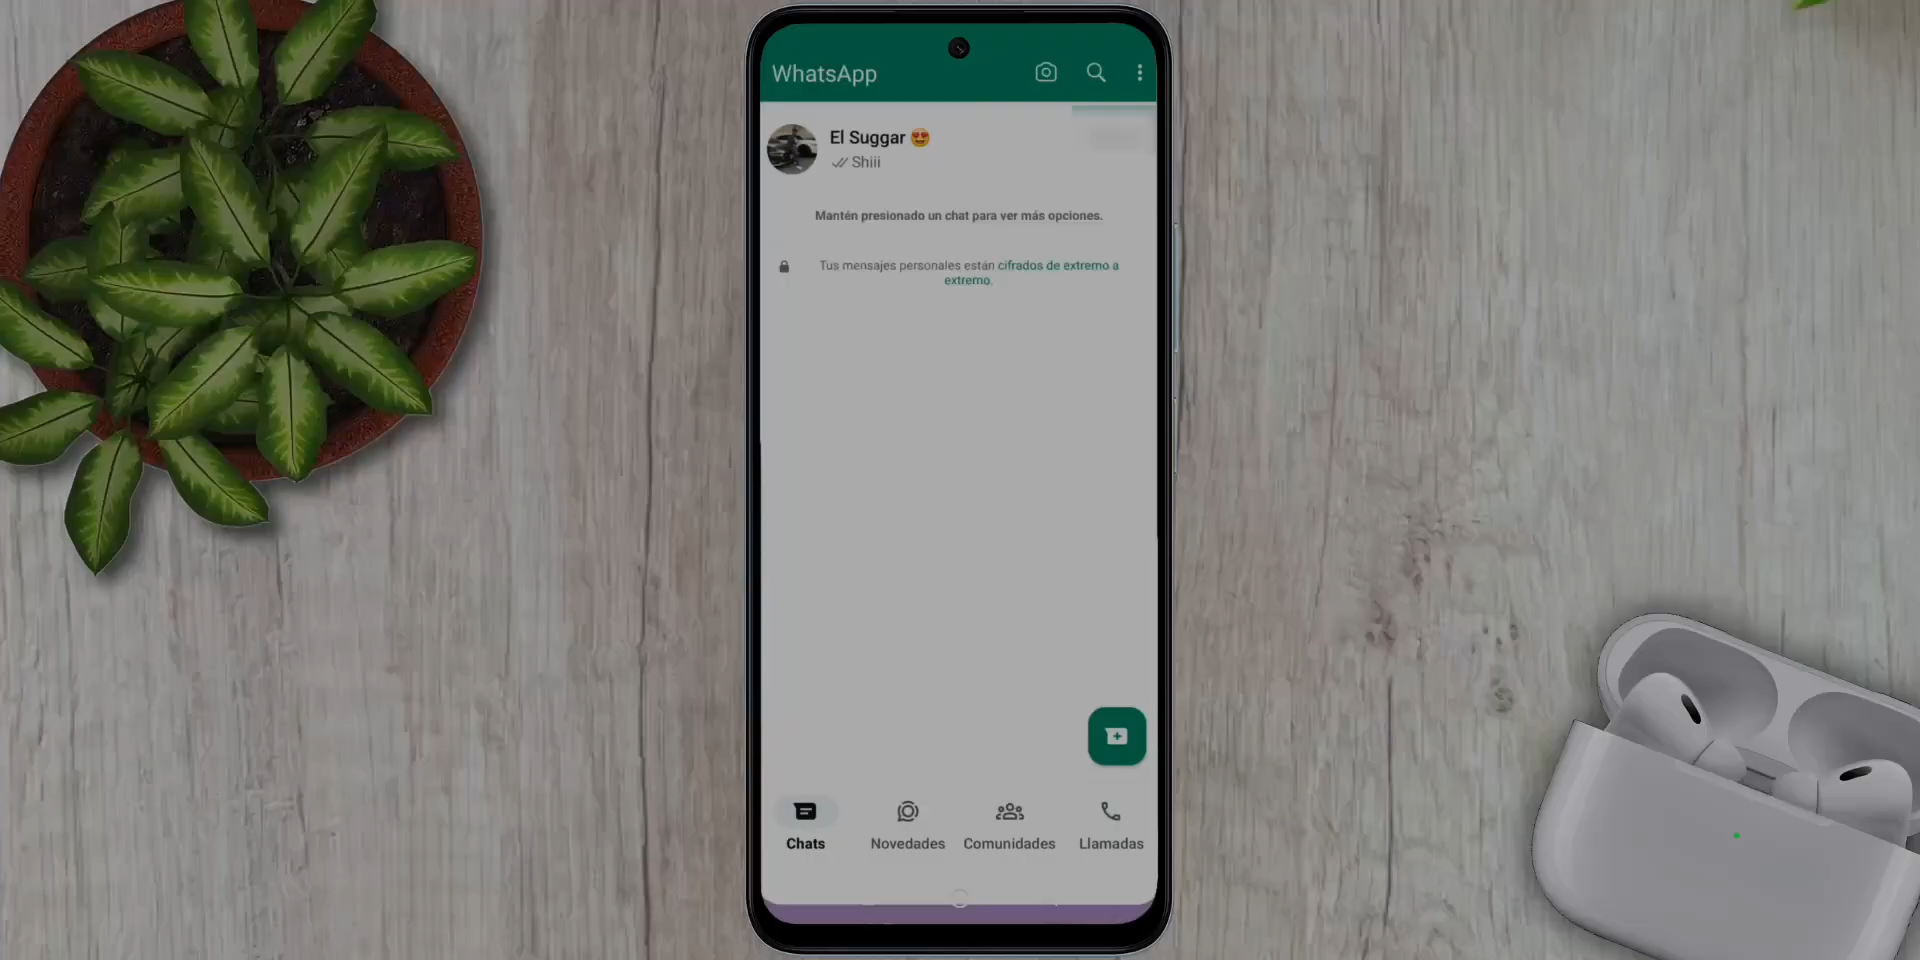 WhatsApp
El Suggar 😍
Shiii
Mantén presionado un chat para ver más opciones.
Tus mensajes personales están cifrados de extremo a
extremo.
Chats
Novedades
Comunidades
Llamadas